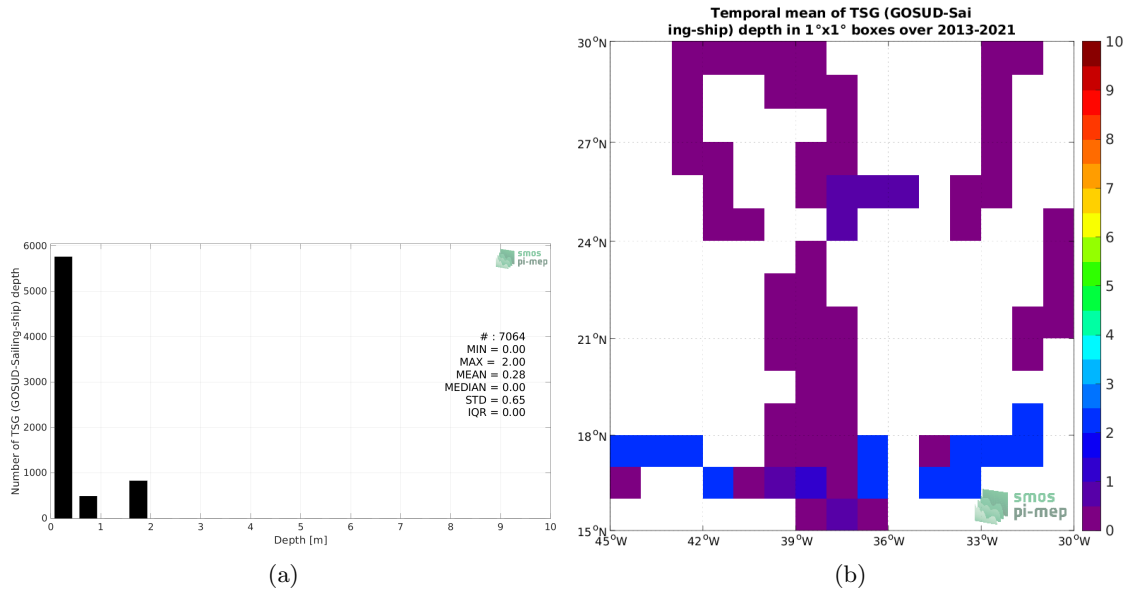 Number of TSG (GOSUD-Sailing-ship) depth
6000
5000
4000
3000
2000
1000
0
0 1 2 3 4 5 6 7 8 9 10
Depth [m]
smos
pi-mep
# : 7064
MIN = 0.00
MAX = 2.00
MEAN = 0.28
MEDIAN = 0.00
STD = 0.65
IQR = 0.00
(a)
Temporal mean of TSG (GOSUD-Sai
ing-ship) depth in 1°x1° boxes over 2013-2021
30°N
27°N
24°N
21°N
18°N
15°N
45°W 42°W 39°W 36°W 33°W 30°W
smos
pi-mep
10
9
8
7
6
5
4
3
2
1
0
(b)